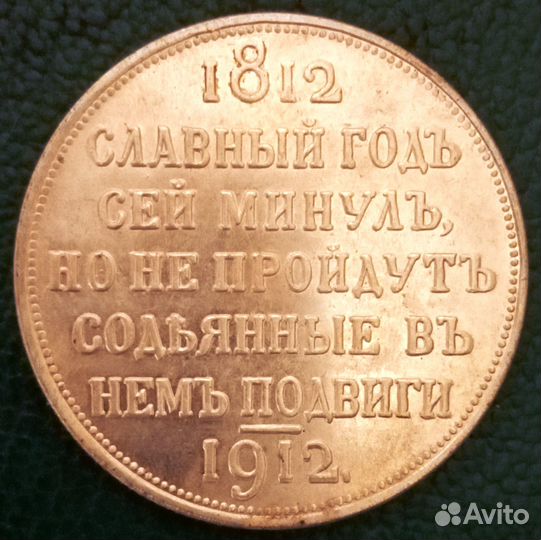 1812
СЛАВНЫЙ ГОДЪ
СЕЙ МИНУЛЪ,
НО НЕ ПРОЙДУТЪ
СОДѢЯННЫЕ ВЪ
НЕМЪ ПОДВИГИ
1912.
Avito